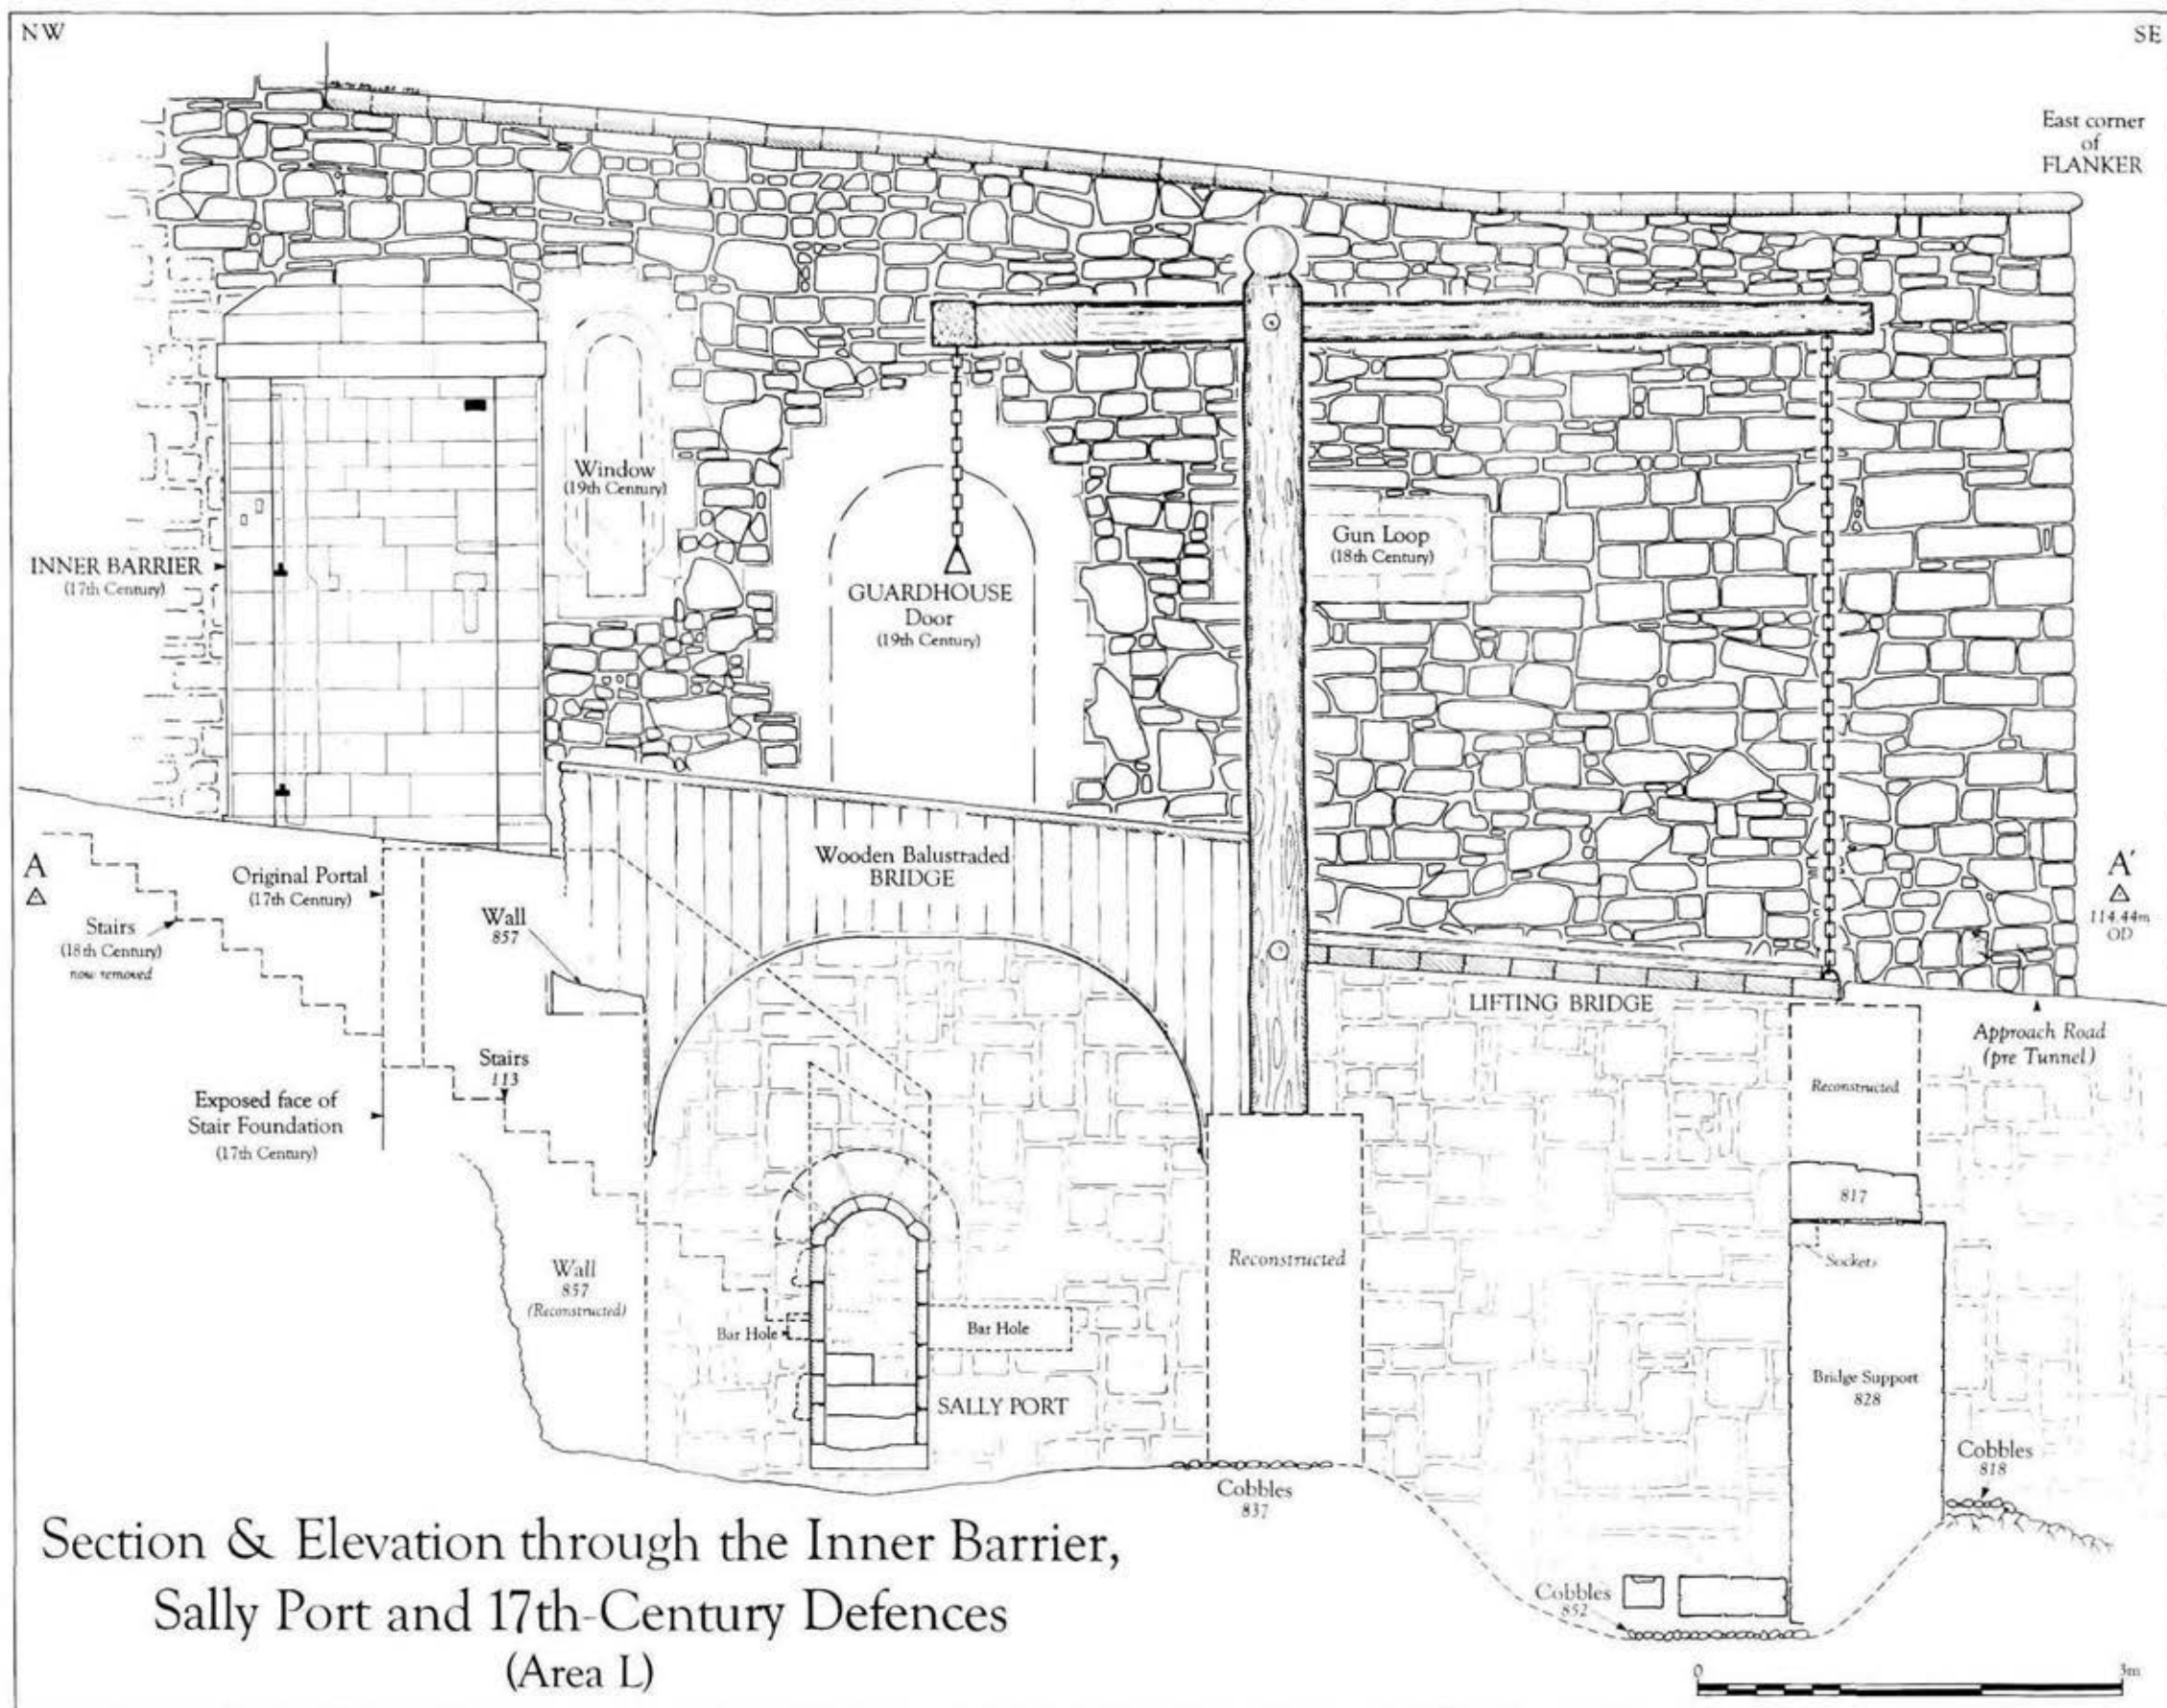 NW
SE
East corner
of
FLANKER
Window
(19th Century)
INNER BARRIER
(17th Century)
GUARDHOUSE
Door
(19th Century)
Gun Loop
(18th Century)
Wooden Balustraded
BRIDGE
A
Original Portal
(17th Century)
Stairs
(18th Century)
now removed
Wall
857
A′
114.44m
OD
LIFTING BRIDGE
Approach Road
(pre Tunnel)
Stairs
113
Exposed face of
Stair Foundation
(17th Century)
Reconstructed
817
Sockets
Wall
857
(Reconstructed)
Reconstructed
Bar Hole
Bar Hole
SALLY PORT
Bridge Support
828
Cobbles
818
Cobbles
837
Cobbles
852
Section & Elevation through the Inner Barrier,
Sally Port and 17th-Century Defences
(Area L)
0
3m